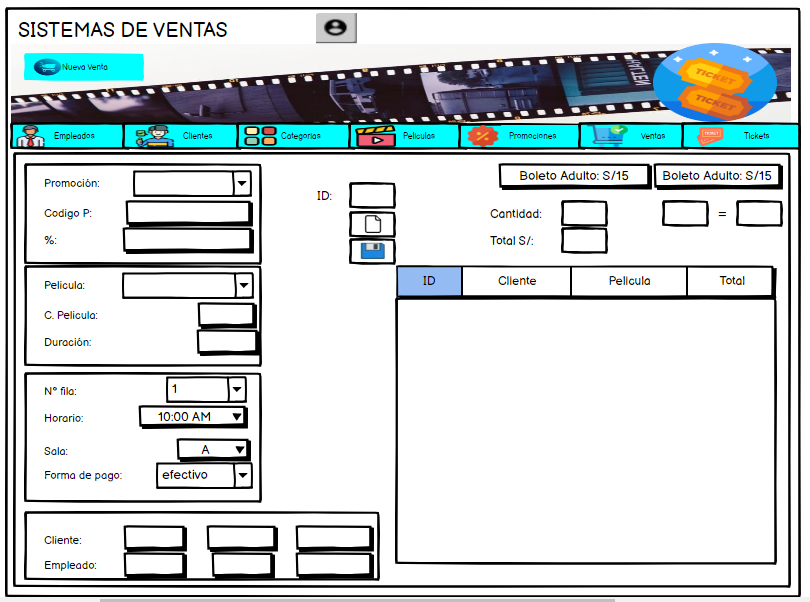 SISTEMAS DE VENTAS
Nueva Venta
TICKET
TICKET
Empleados
Clientes
Categorias
Peliculas
Promociones
Ventas
Tickets
Promoción:
Codigo P:
%:
ID:
Boleto Adulto: S/15
Boleto Adulto: S/15
Cantidad:
=
Total S/:
Pelicula:
C. Pelicula:
Duración:
ID
Cliente
Pelicula
Total
N° fila:
1
Horario:
10:00 AM
Sala:
A
Forma de pago:
efectivo
Cliente:
Empleado: